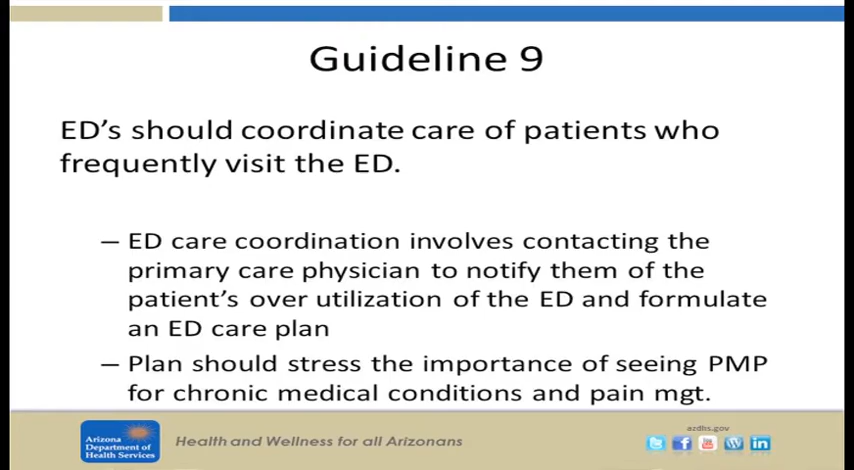 Guideline 9
ED's should coordinate care of patients who
frequently visit the ED.
– ED care coordination involves contacting the
primary care physician to notify them of the
patient's over utilization of the ED and formulate
an ED care plan
– Plan should stress the importance of seeing PMP
for chronic medical conditions and pain mgt.
Arizona
Department of
Health Services
Health and Wellness for all Arizonans
azdhs.gov